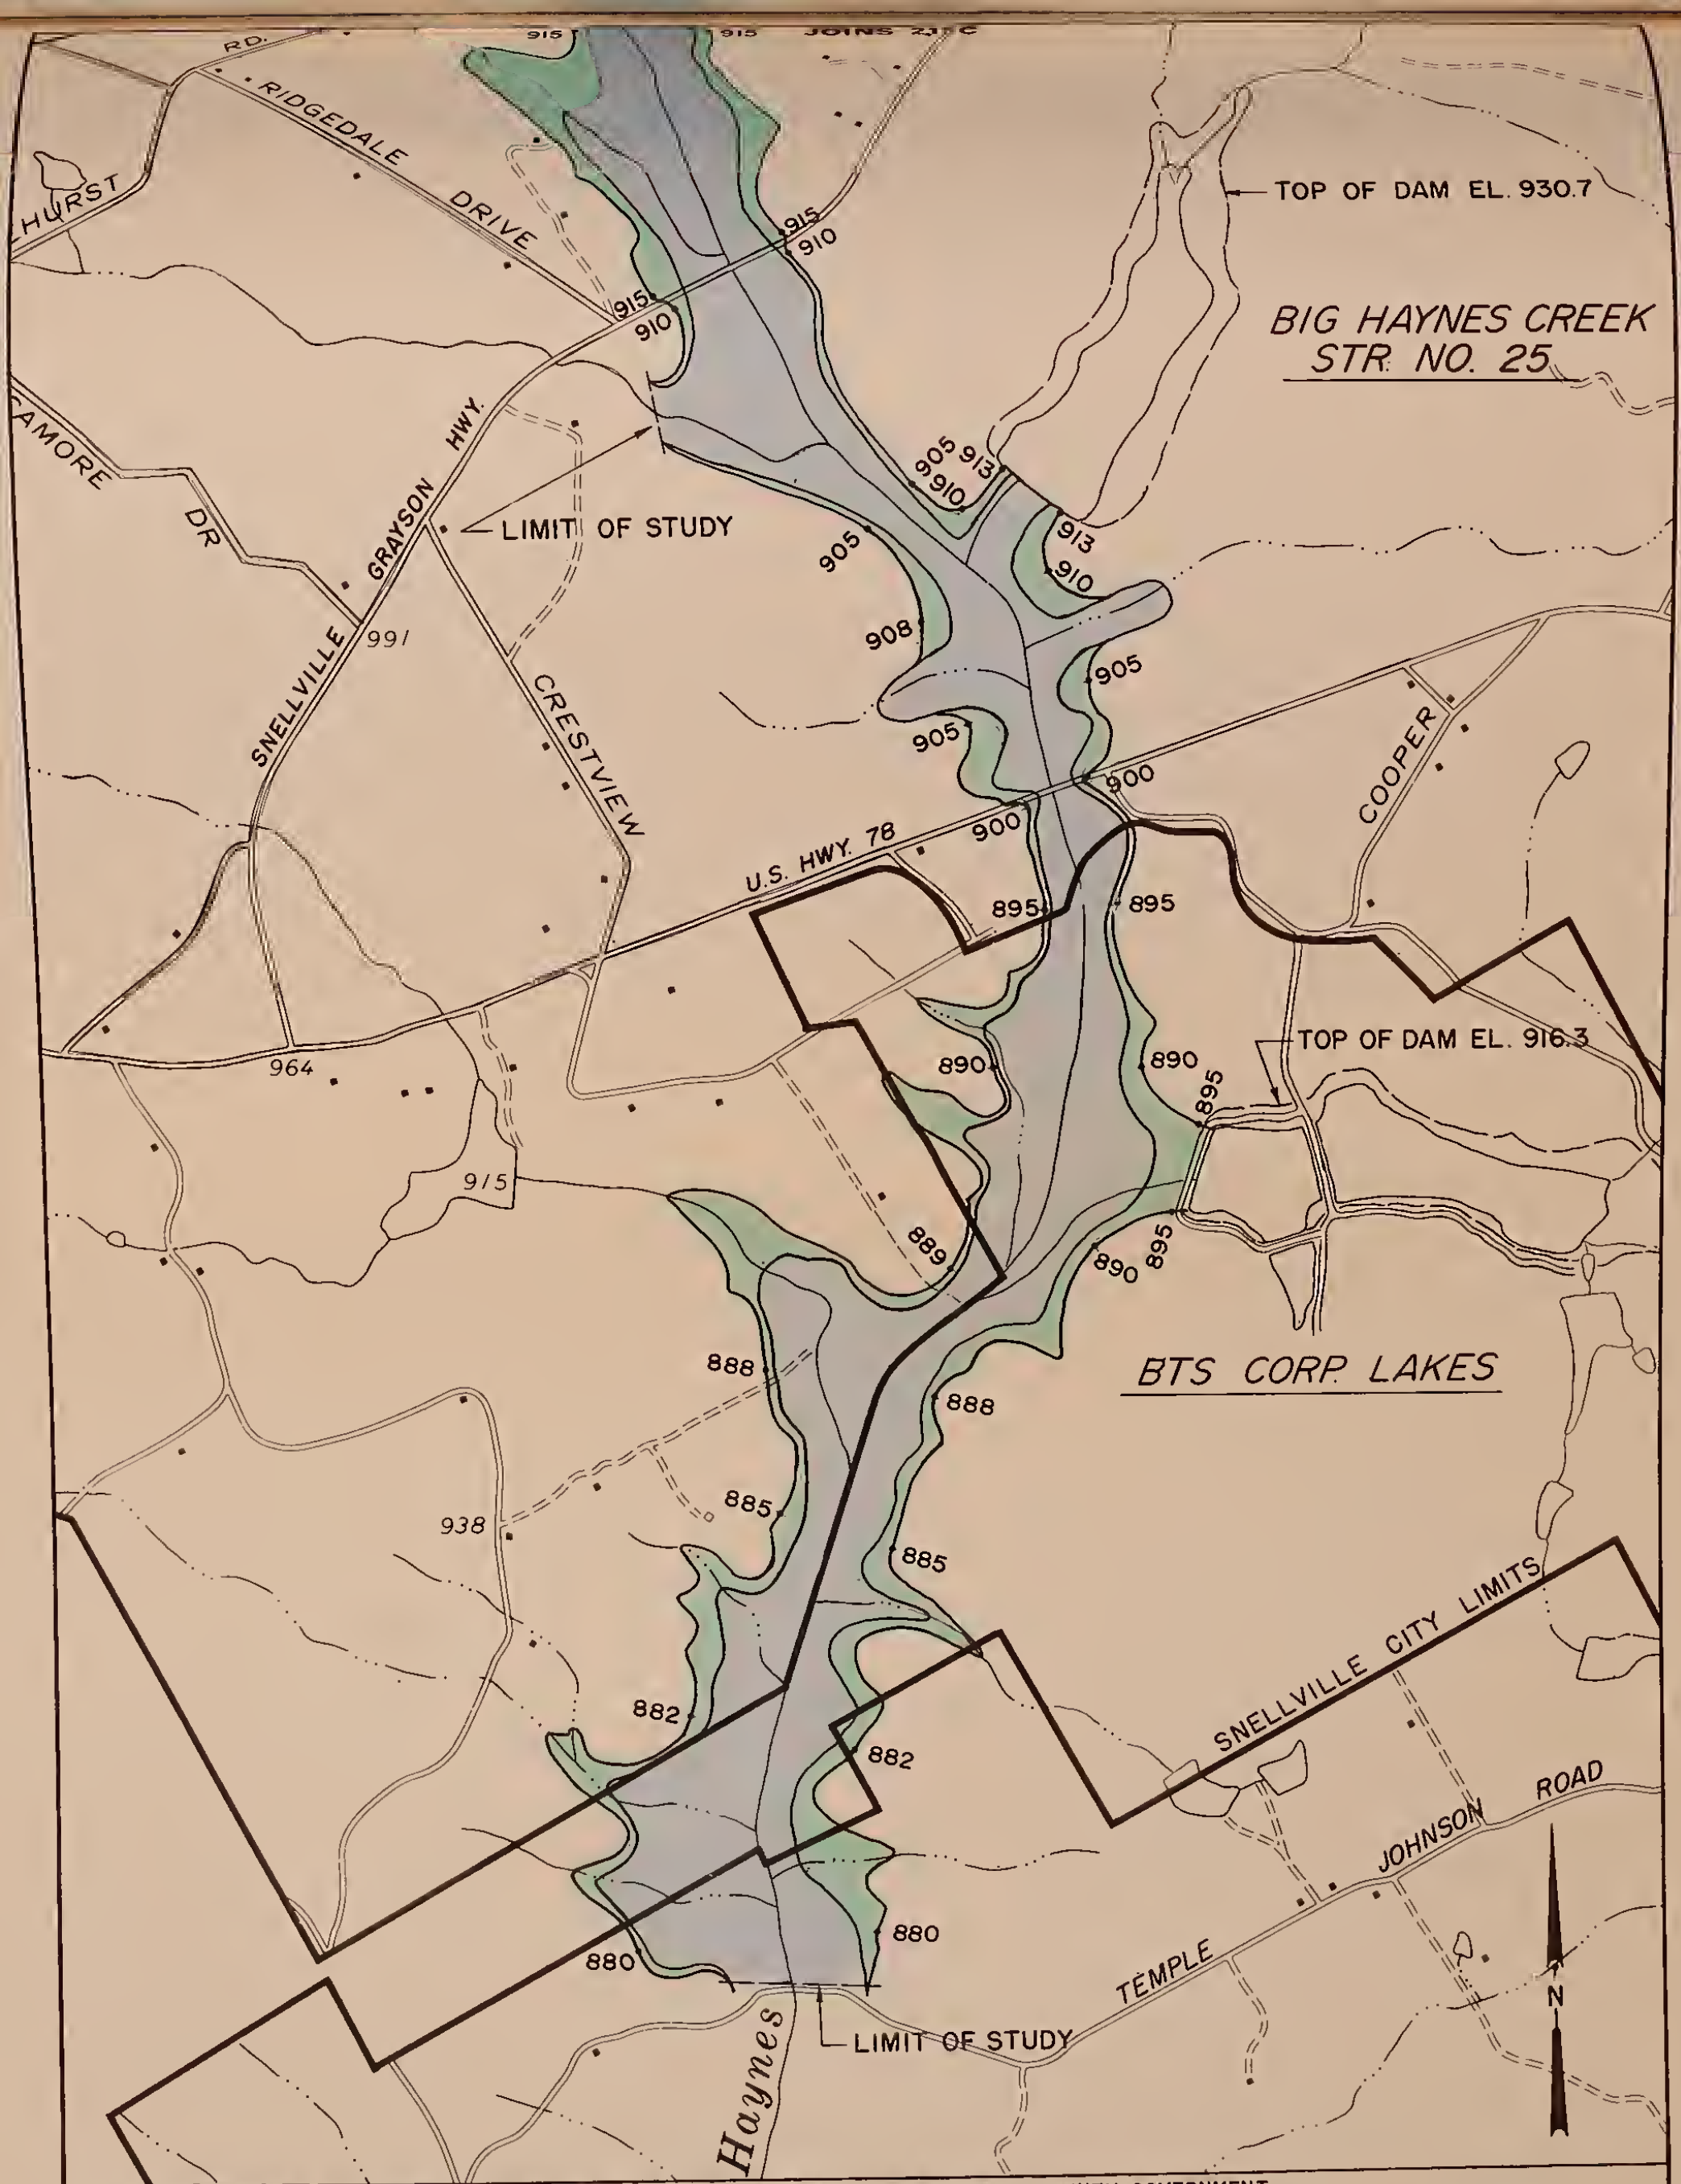 915
915
JOINS 235C
RD.
RIDGEDALE
DRIVE
HURST
TOP OF DAM EL. 930.7
915
910
915
910
BIG HAYNES CREEK
STR. NO. 25
AMORE
DR
SNELLVILLE GRAYSON HWY.
LIMIT OF STUDY
905
913
910
905
913
910
908
991
905
CRESTVIEW
905
900
COOPER
U.S. HWY. 78
900
895
895
TOP OF DAM EL. 916.3
964
890
890
895
915
889
890
895
888
BTS CORP. LAKES
888
885
938
885
SNELLVILLE CITY LIMITS
882
882
JOHNSON ROAD
880
880
TEMPLE
N
LIMIT OF STUDY
Haynes
GOVERNMENT